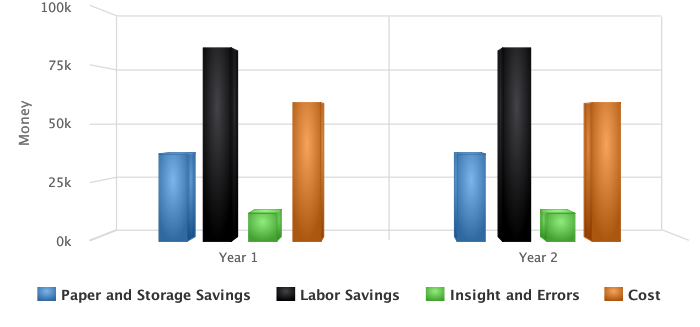 100k
75k
Money
50k
25k
0k
Year 1 Year 2
Paper and Storage Savings Labor Savings Insight and Errors Cost